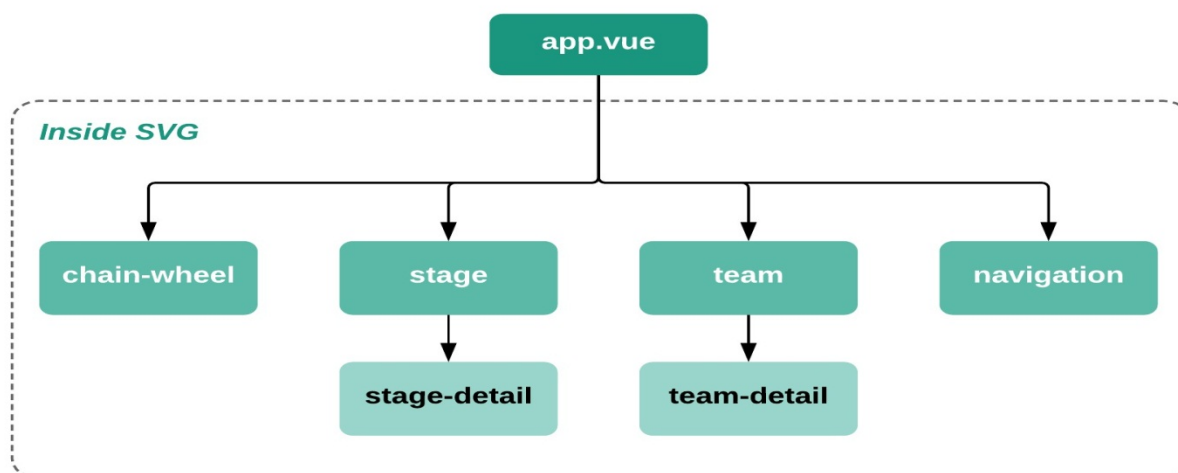 app.vue
Inside SVG
chain-wheel
stage
team
navigation
stage-detail
team-detail